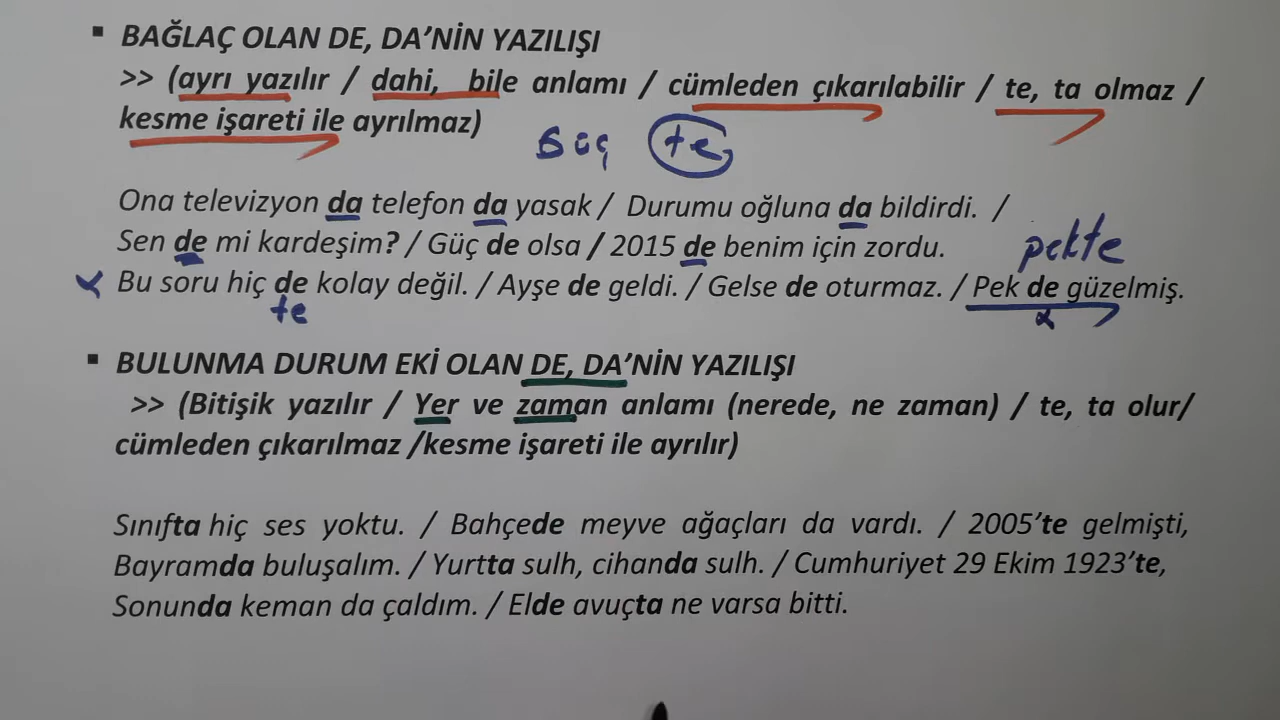 ▪ BAĞLAÇ OLAN DE, DA’NİN YAZILIŞI
>> (ayrı yazılır / dahi, bile anlamı / cümleden çıkarılabilir / te, ta olmaz /
kesme işareti ile ayrılmaz)
Güç te
Ona televizyon da telefon da yasak / Durumu oğluna da bildirdi. /
Sen de mi kardeşim? / Güç de olsa / 2015 de benim için zordu.
pekte
Bu soru hiç de kolay değil. / Ayşe de geldi. / Gelse de oturmaz. / Pek de güzelmiş.
te
▪ BULUNMA DURUM EKİ OLAN DE, DA’NİN YAZILIŞI
>> (Bitişik yazılır / Yer ve zaman anlamı (nerede, ne zaman) / te, ta olur/
cümleden çıkarılmaz /kesme işareti ile ayrılır)
Sınıfta hiç ses yoktu. / Bahçede meyve ağaçları da vardı. / 2005’te gelmişti,
Bayramda buluşalım. / Yurtta sulh, cihanda sulh. / Cumhuriyet 29 Ekim 1923’te,
Sonunda keman da çaldım. / Elde avuçta ne varsa bitti.